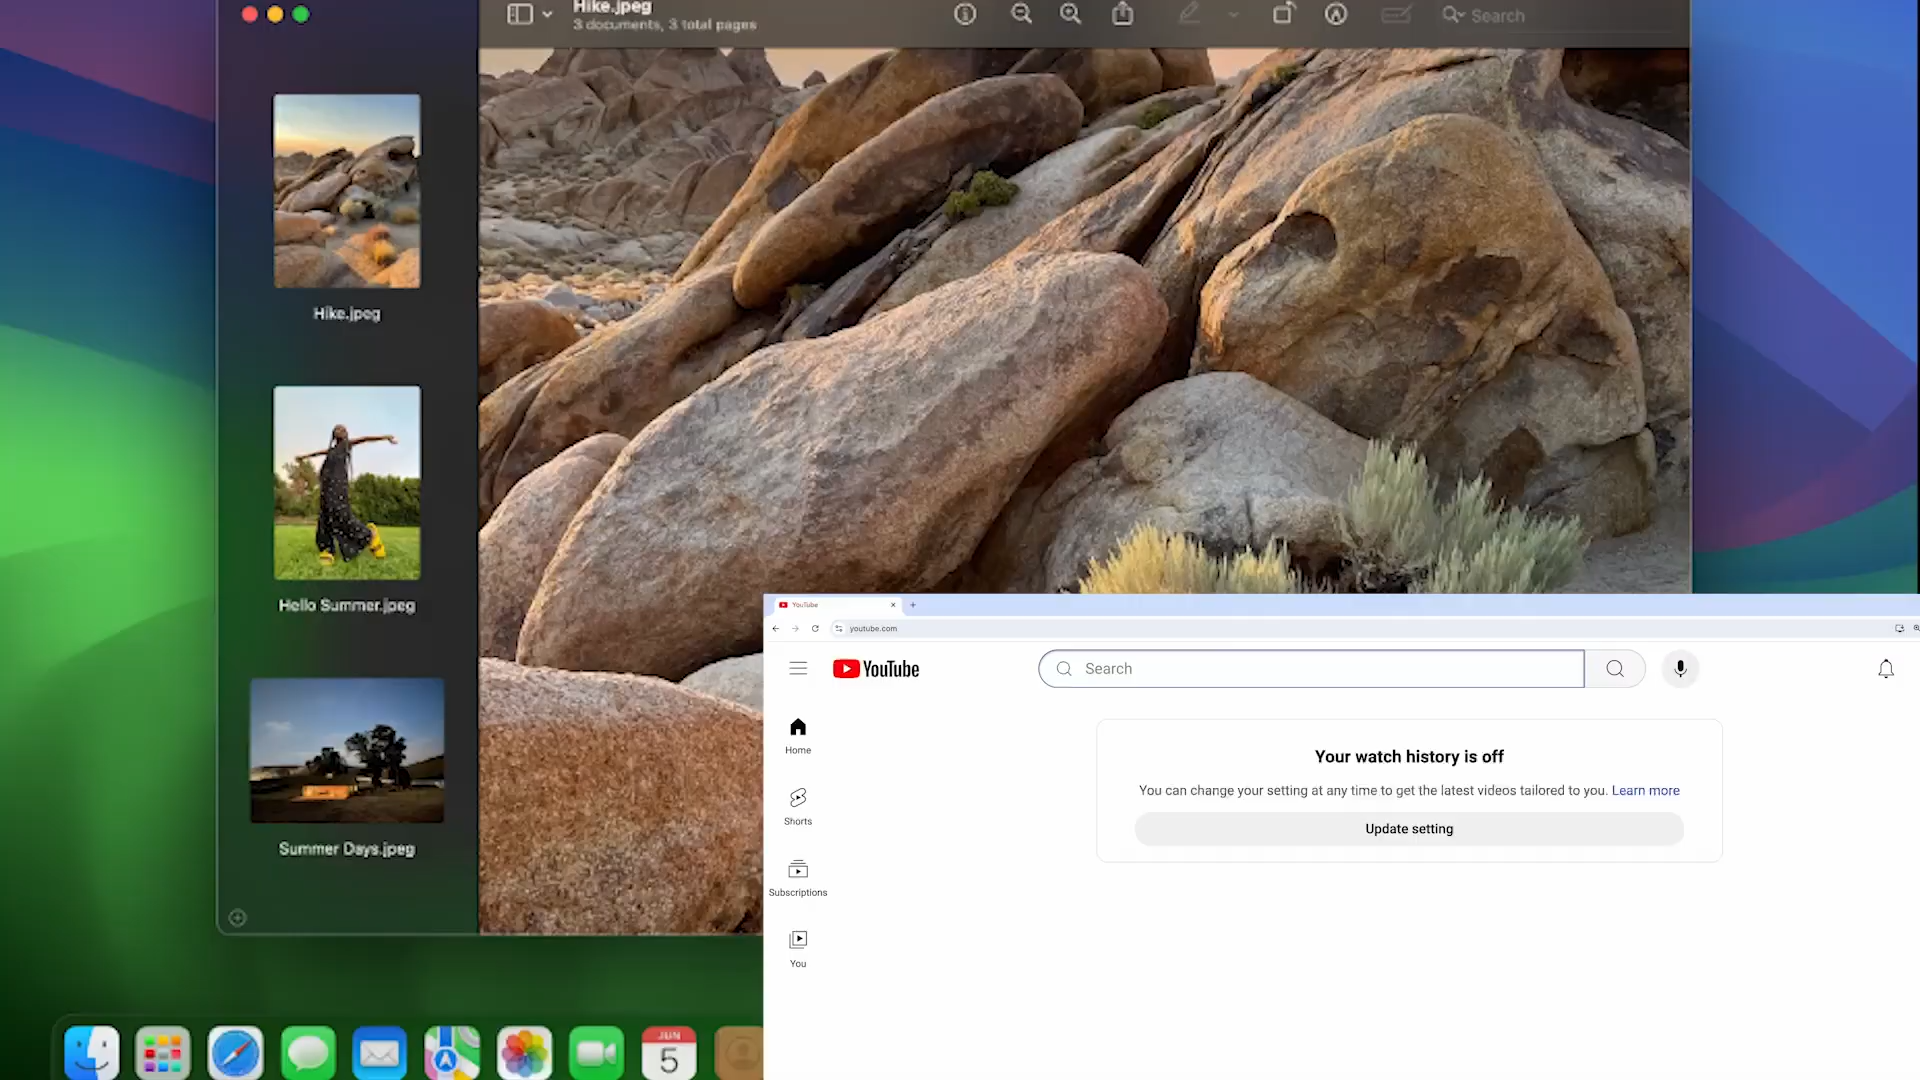 Hike.jpeg
3 documents, 3 total pages
Search
Hike.jpeg
Hello Summer.jpeg
Summer Days.jpeg
YouTube
youtube.com
YouTube
Search
Home
Shorts
Subscriptions
You
Your watch history is off
You can change your setting at any time to get the latest videos tailored to you. Learn more
Update setting
JUN
5